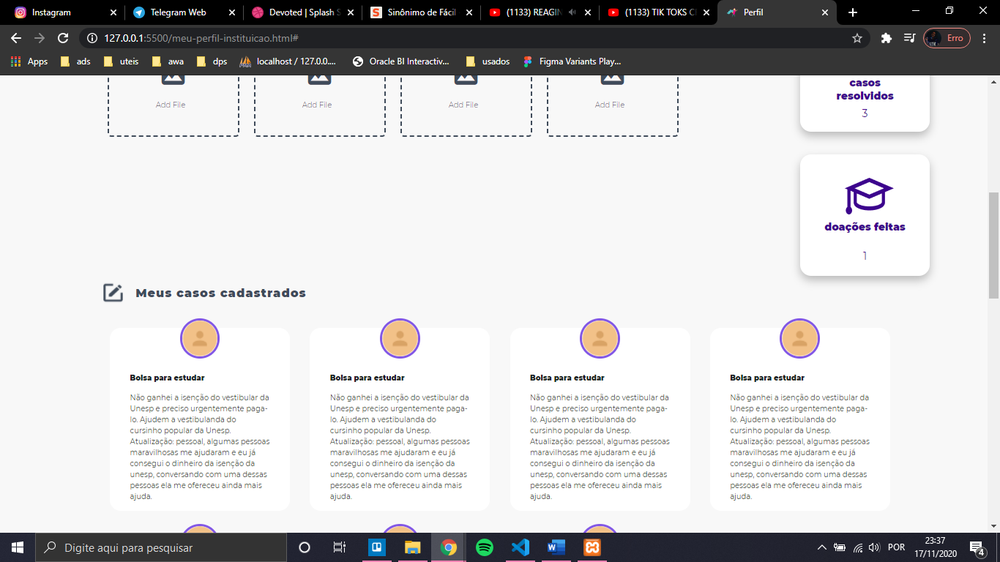 Instagram
Telegram Web
Devoted | Splash S
Sinônimo de Fácil
(1133) REAGIN
(1133) TIK TOKS C
Perfil
127.0.0.1:5500/meu-perfil-instituicao.html#
Erro
Apps
ads
uteis
awa
dps
localhost / 127.0.0....
Oracle BI Interactiv...
usados
Figma Variants Play...
Add File
Add File
Add File
Add File
casos
resolvidos
3
doações feitas
1
Meus casos cadastrados
Bolsa para estudar
Não ganhei a isenção do vestibular da
Unesp e preciso urgentemente paga-
lo. Ajudem a vestibulanda do
cursinho popular da Unesp.
Atualização: pessoal, algumas pessoas
maravilhosas me ajudaram e eu já
consegui o dinheiro da isenção da
unesp, conversando com uma dessas
pessoas ela me ofereceu ainda mais
ajuda.
Bolsa para estudar
Não ganhei a isenção do vestibular da
Unesp e preciso urgentemente paga-
lo. Ajudem a vestibulanda do
cursinho popular da Unesp.
Atualização: pessoal, algumas pessoas
maravilhosas me ajudaram e eu já
consegui o dinheiro da isenção da
unesp, conversando com uma dessas
pessoas ela me ofereceu ainda mais
ajuda.
Bolsa para estudar
Não ganhei a isenção do vestibular da
Unesp e preciso urgentemente paga-
lo. Ajudem a vestibulanda do
cursinho popular da Unesp.
Atualização: pessoal, algumas pessoas
maravilhosas me ajudaram e eu já
consegui o dinheiro da isenção da
unesp, conversando com uma dessas
pessoas ela me ofereceu ainda mais
ajuda.
Bolsa para estudar
Não ganhei a isenção do vestibular da
Unesp e preciso urgentemente paga-
lo. Ajudem a vestibulanda do
cursinho popular da Unesp.
Atualização: pessoal, algumas pessoas
maravilhosas me ajudaram e eu já
consegui o dinheiro da isenção da
unesp, conversando com uma dessas
pessoas ela me ofereceu ainda mais
ajuda.
Digite aqui para pesquisar
POR
23:37
17/11/2020
4